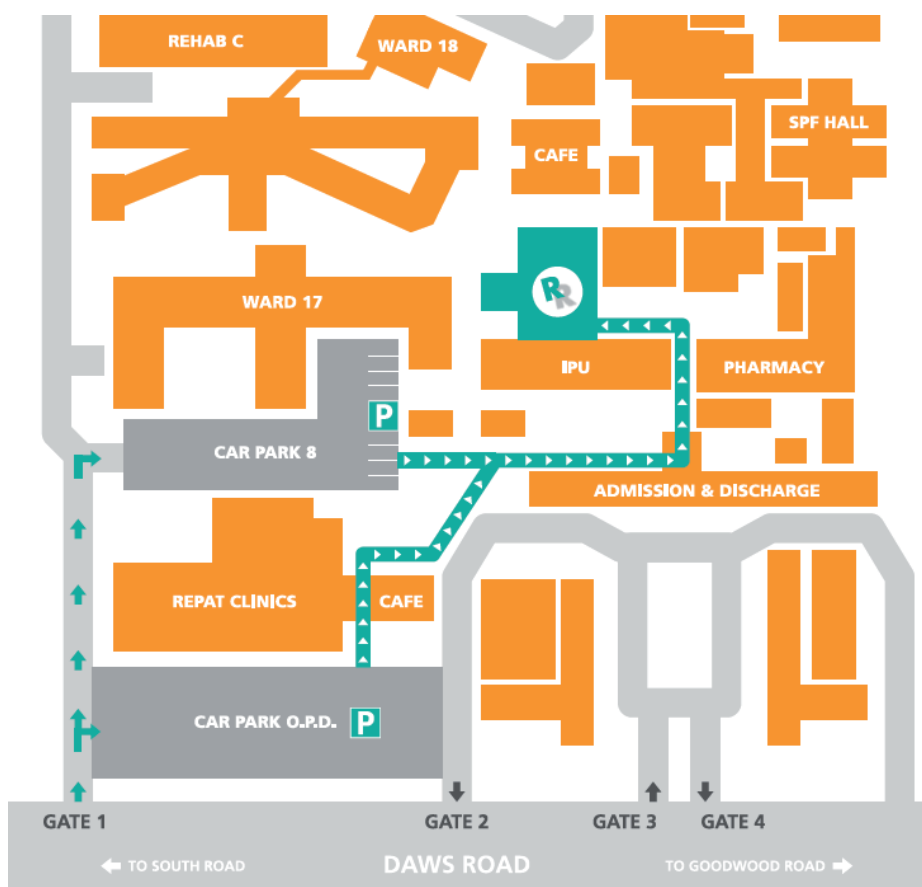 REHAB C
WARD 18
SPF HALL
CAFE
RR
WARD 17
IPU
PHARMACY
P
CAR PARK 8
ADMISSION & DISCHARGE
REPAT CLINICS
CAFE
CAR PARK O.P.D.
P
GATE 1
GATE 2
GATE 3
GATE 4
TO SOUTH ROAD
DAWS ROAD
TO GOODWOOD ROAD